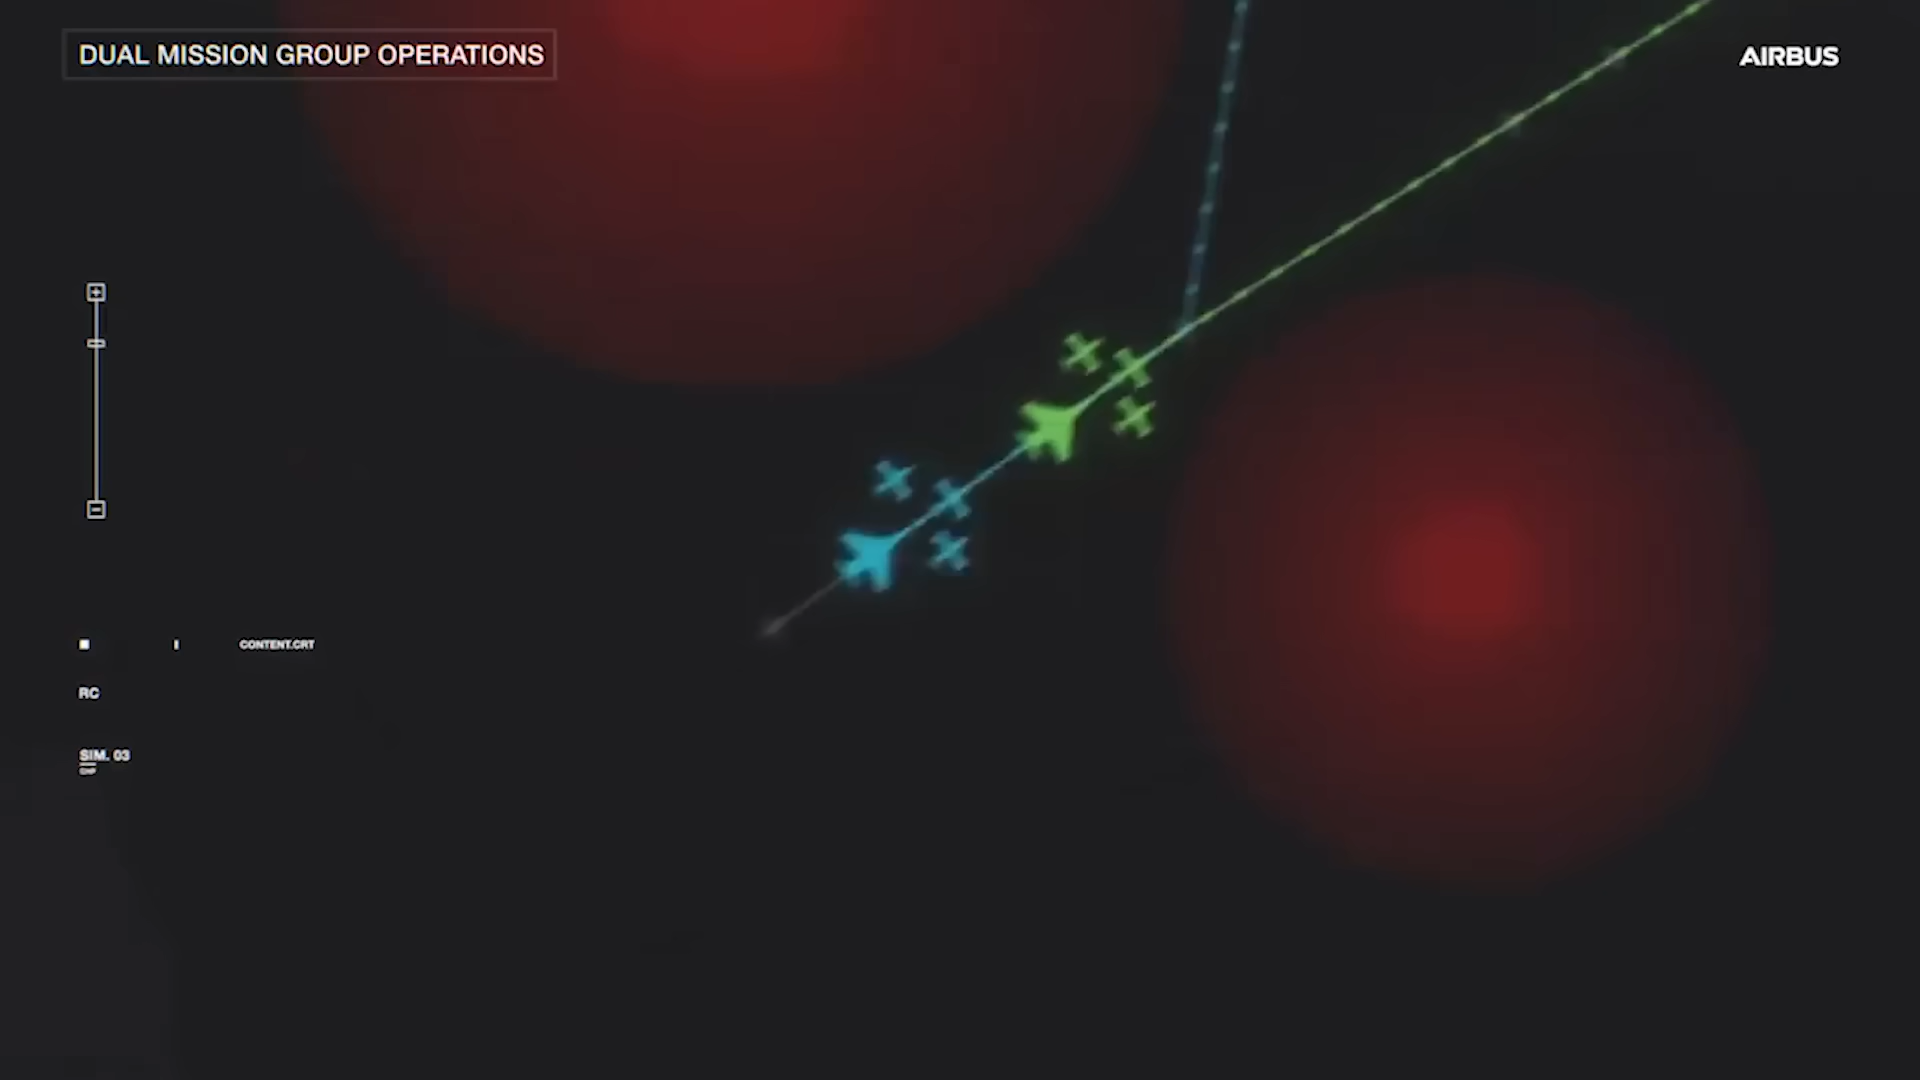 DUAL MISSION GROUP OPERATIONS
AIRBUS
CONTENT.CRT
RC
SIM. 03